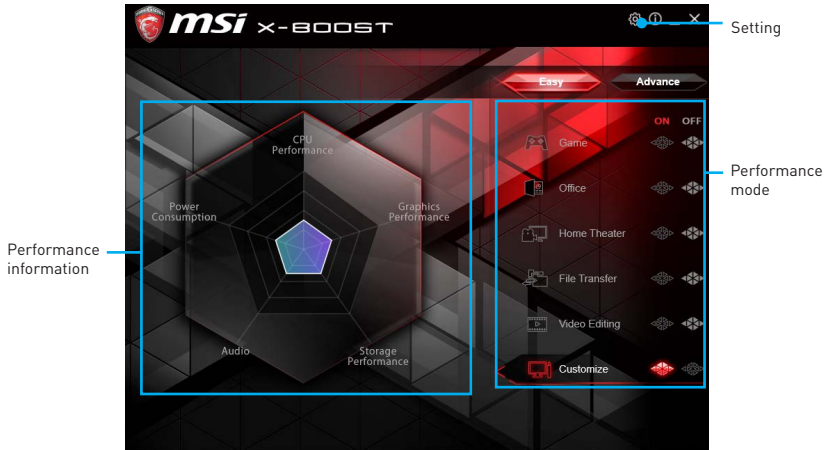 msi X-BOOST
Setting
Easy
Advance
ON OFF
CPU
Performance
Game
Performance
mode
Office
Power
Consumption
Graphics
Performance
Home Theater
Performance
information
File Transfer
Video Editing
Audio
Storage
Performance
Customize